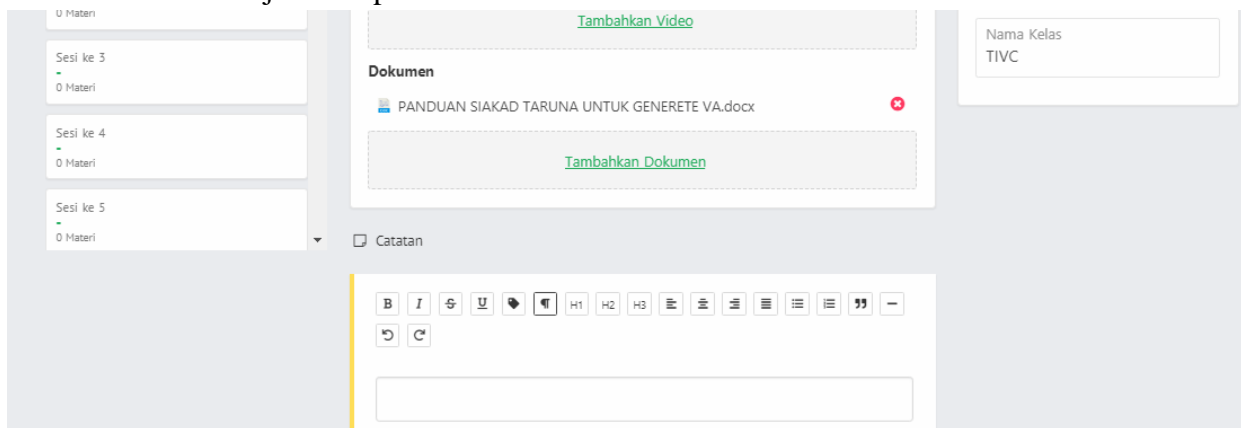 0 Materi
Sesi ke 3
-
0 Materi
Sesi ke 4
-
0 Materi
Sesi ke 5
-
0 Materi
Tambahkan Video
Dokumen
PANDUAN SIAKAD TARUNA UNTUK GENERETE VA.docx
Tambahkan Dokumen
Catatan
B I S U ¶ H1 H2 H3
Nama Kelas
TIVC